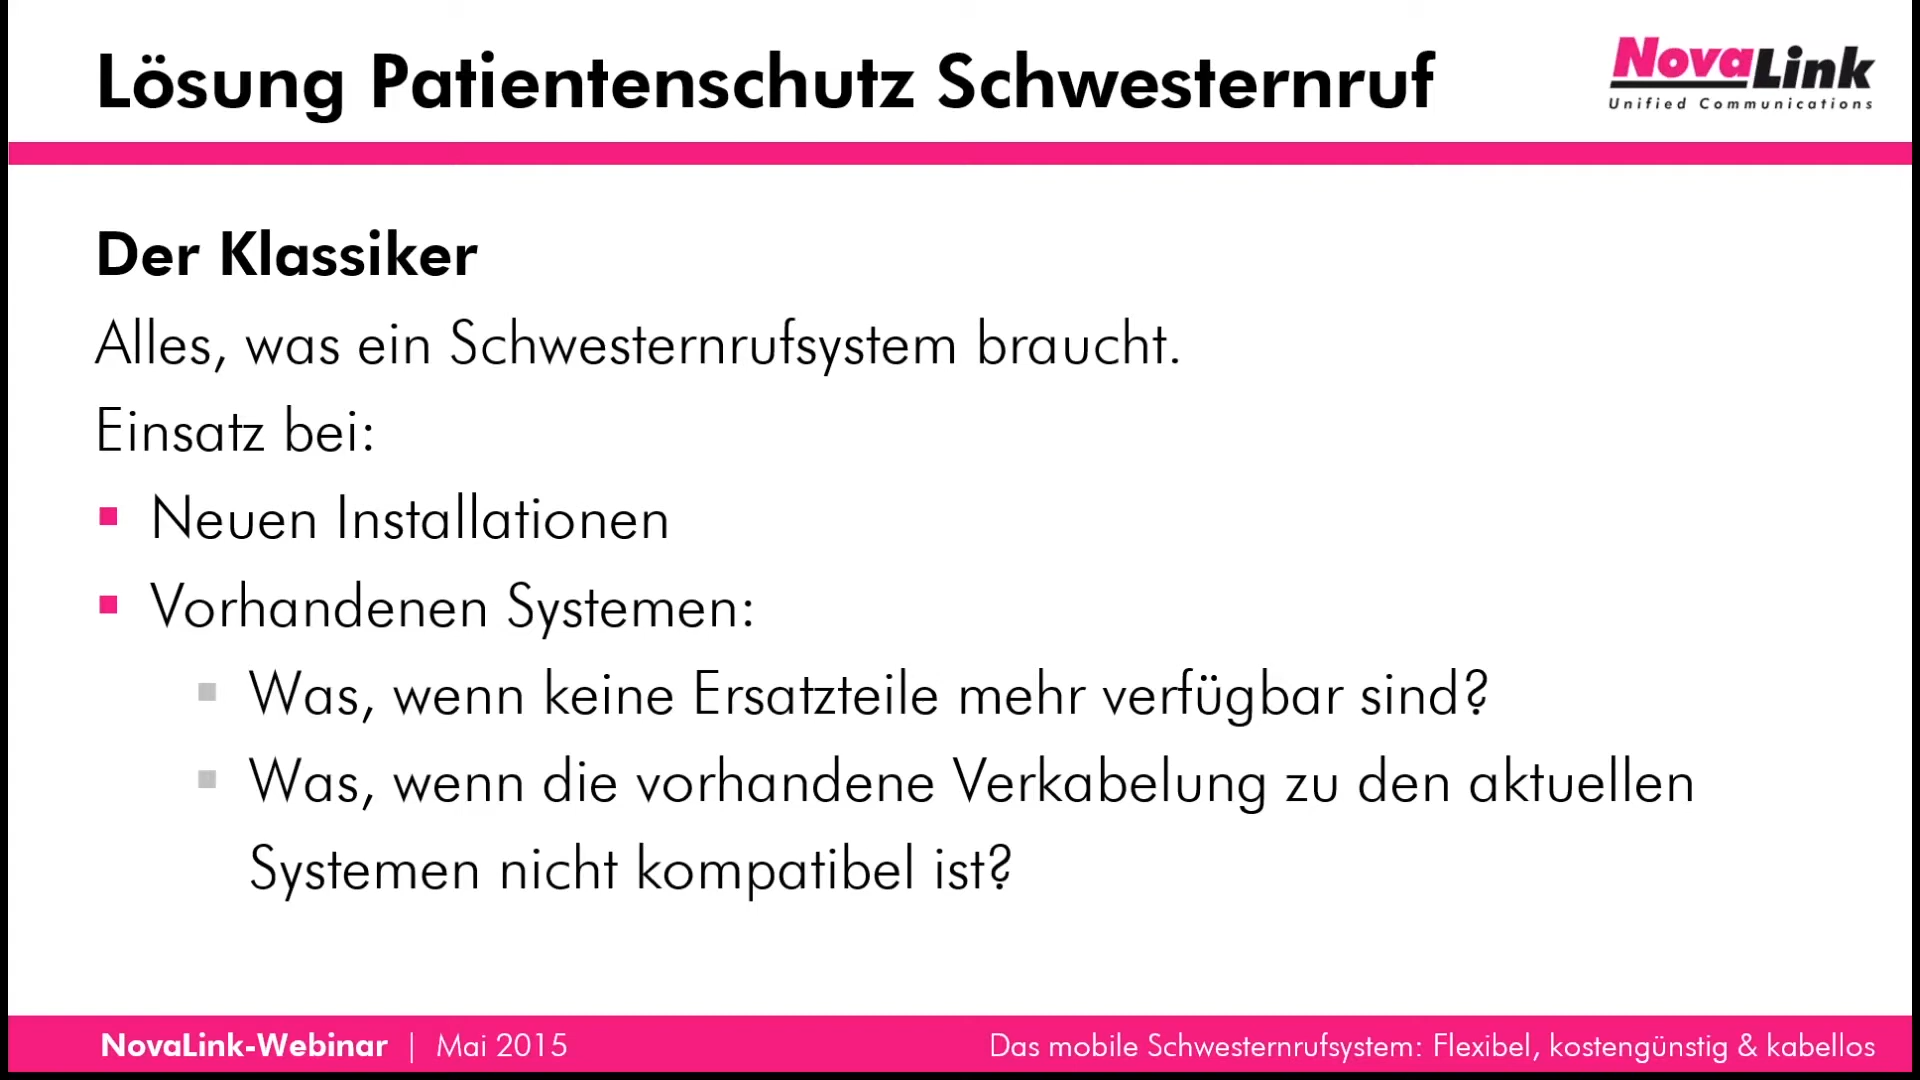 Lösung Patientenschutz Schwesternruf
NovaLink
Unified Communications
Der Klassiker
Alles, was ein Schwesternrufsystem braucht.
Einsatz bei:
Neuen Installationen
Vorhandenen Systemen:
Was, wenn keine Ersatzteile mehr verfügbar sind?
Was, wenn die vorhandene Verkabelung zu den aktuellen
Systemen nicht kompatibel ist?
NovaLink-Webinar | Mai 2015
Das mobile Schwesternrufsystem: Flexibel, kostengünstig & kabellos